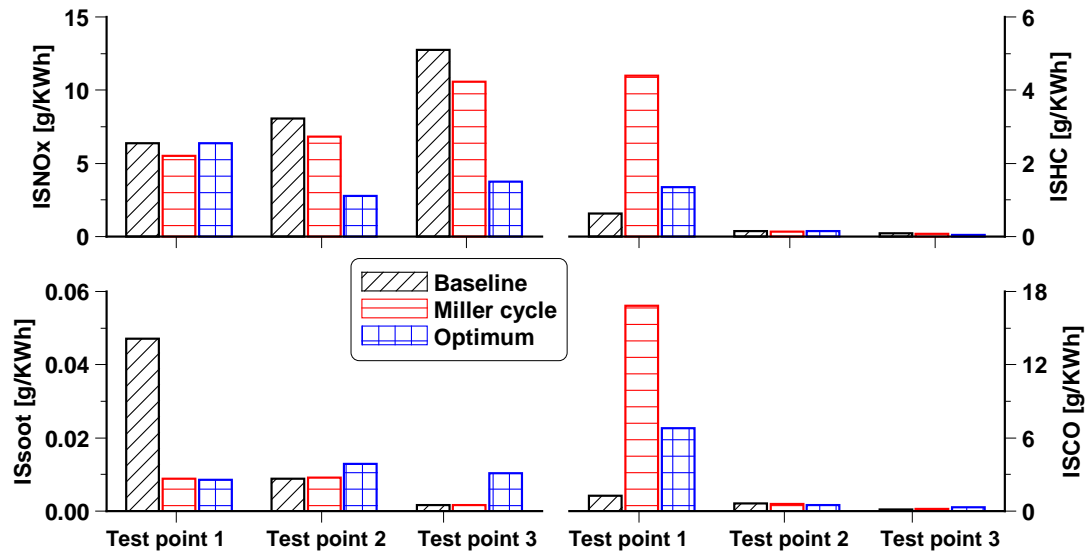 15
10
5
0
ISNOx [g/KWh]
6
4
2
0
ISHC [g/KWh]
Baseline
Miller cycle
Optimum
0.06
0.04
0.02
0.00
ISsoot [g/KWh]
18
12
6
0
ISCO [g/KWh]
Test point 1 Test point 2 Test point 3 Test point 1 Test point 2 Test point 3